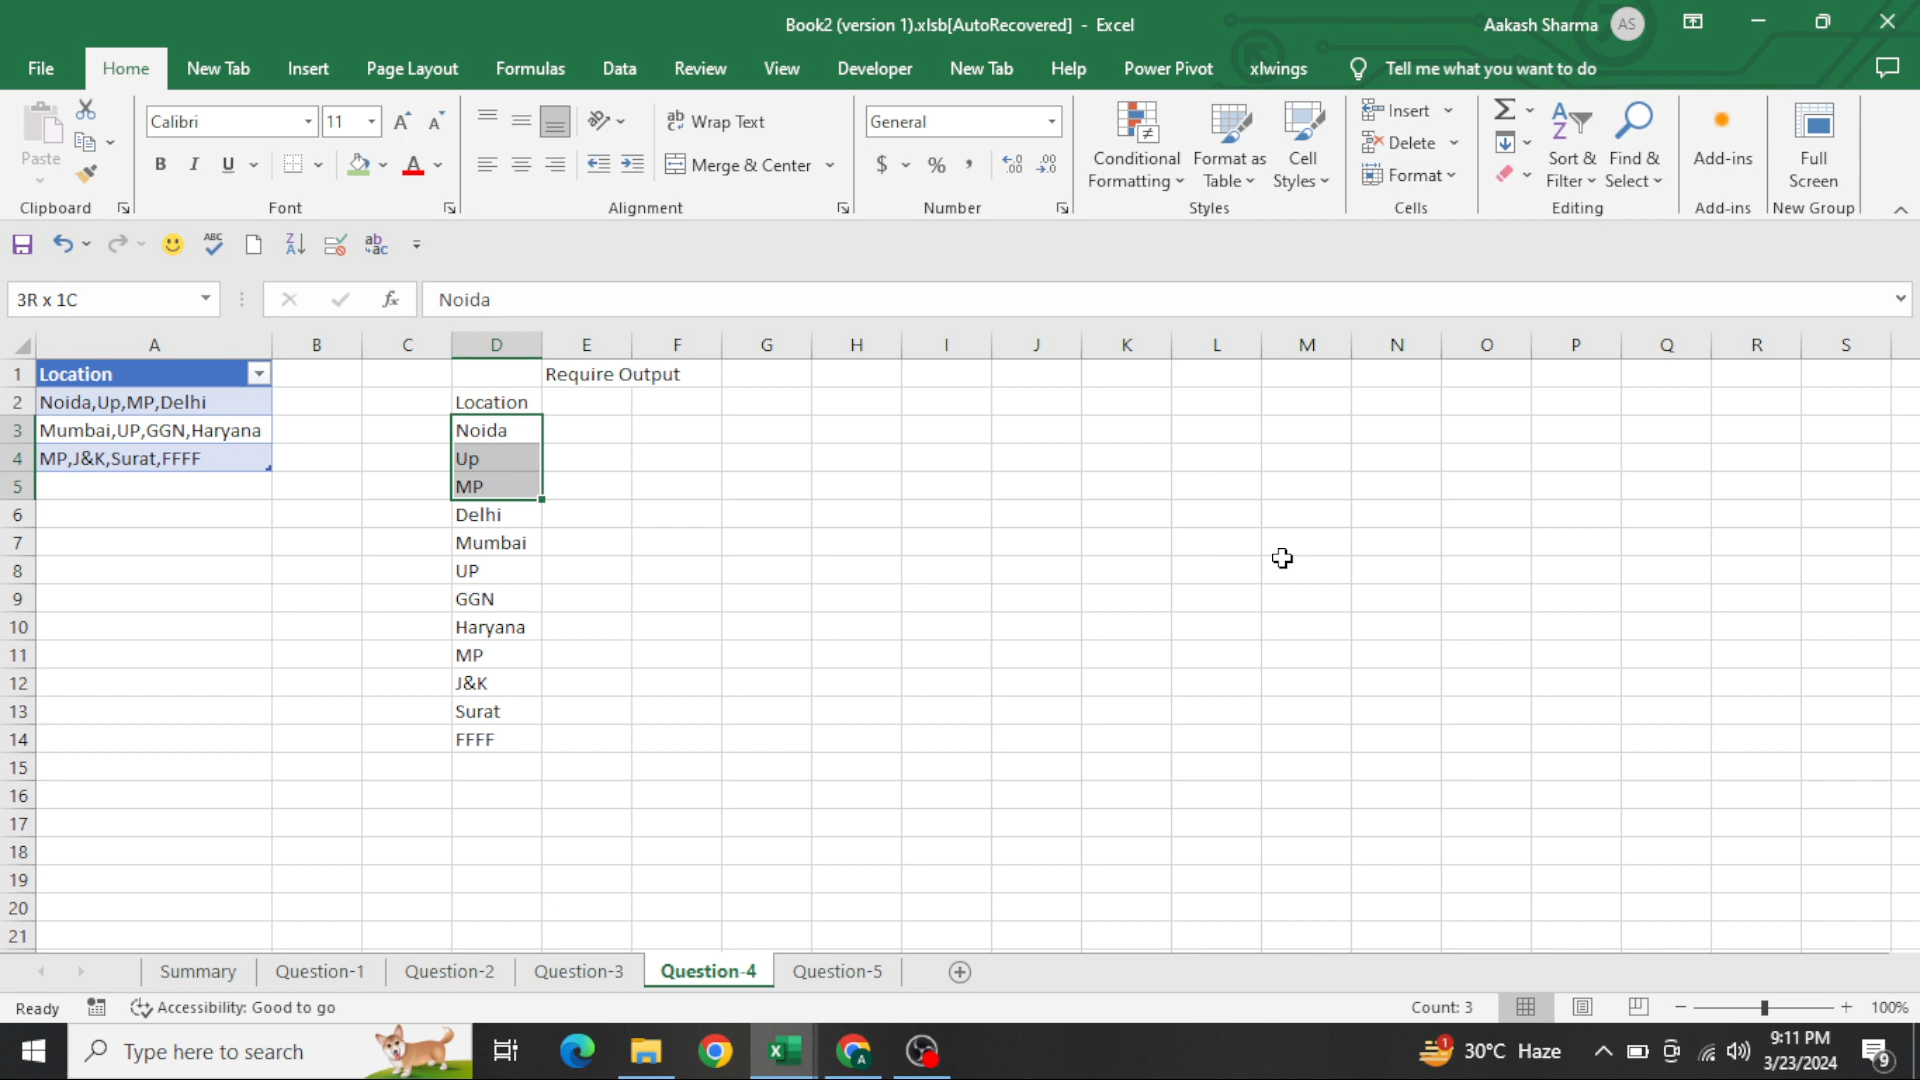 Book2 (version 1).xlsb[AutoRecovered] - Excel
Aakash Sharma AS
File Home New Tab Insert Page Layout Formulas Data Review View Developer New Tab Help Power Pivot xlwings Tell me what you want to do
Paste
Clipboard
Calibri 11
B I U A
Font
Wrap Text
Merge & Center
Alignment
General
$ % ,
Number
Conditional Formatting
Format as Table
Cell Styles
Styles
Insert
Delete
Format
Cells
Sort & Filter
Find & Select
Editing
Add-ins
Add-ins
Full Screen
New Group
3R x 1C fx Noida
A B C D E F G H I J K L M N O P Q R S
1 Location Require Output
2 Noida,Up,MP,Delhi Location
3 Mumbai,UP,GGN,Haryana Noida
4 MP,J&K,Surat,FFFF Up
5 MP
6 Delhi
7 Mumbai
8 UP
9 GGN
10 Haryana
11 MP
12 J&K
13 Surat
14 FFFF
15
16
17
18
19
20
21
Summary Question-1 Question-2 Question-3 Question-4 Question-5
Ready Accessibility: Good to go Count: 3 100%
Type here to search 30°C Haze 9:11 PM
3/23/2024 9